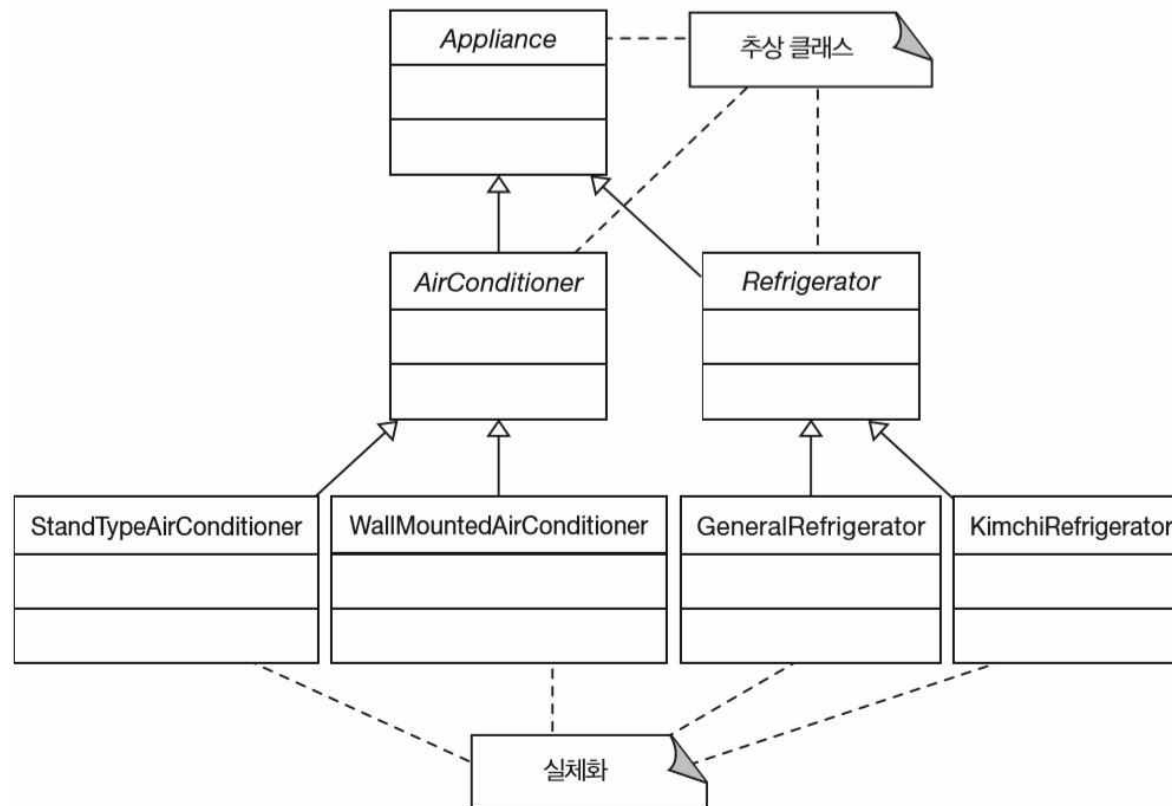 Appliance
추상 클래스
AirConditioner
Refrigerator
StandTypeAirConditioner
WallMountedAirConditioner
GeneralRefrigerator
KimchiRefrigerator
실체화